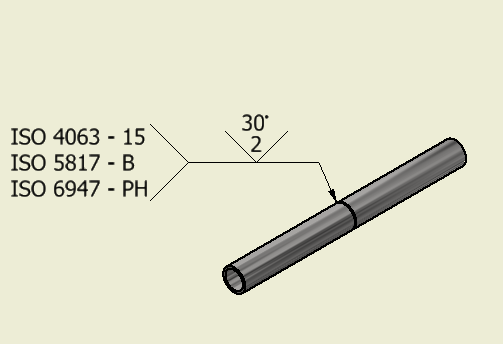 30°
2
ISO 4063 - 15
ISO 5817 - B
ISO 6947 - PH